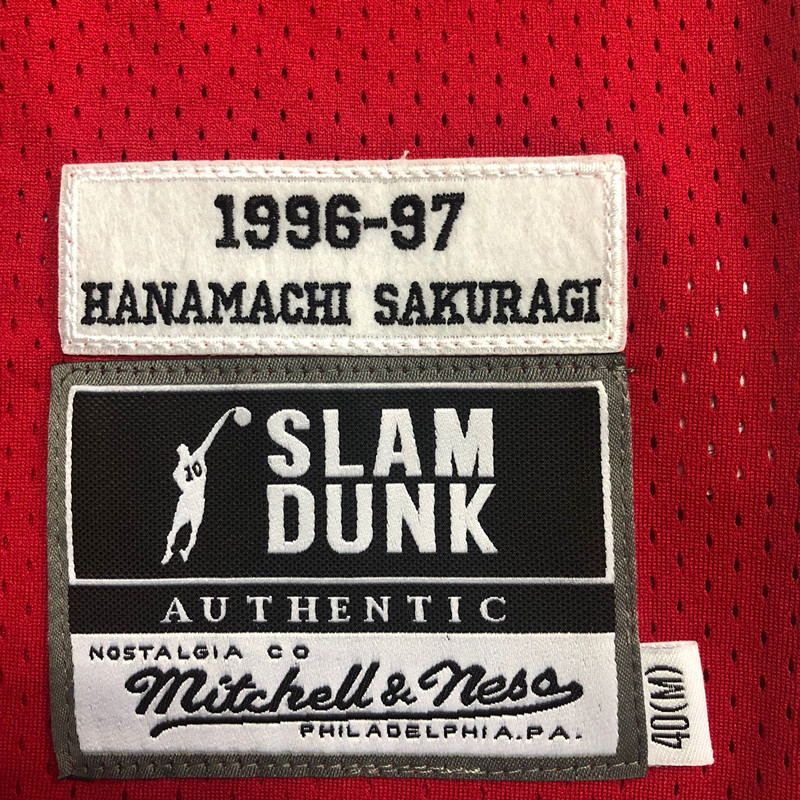 1996-97
HANAMACHI SAKURAGI
10
SLAM
DUNK
AUTHENTIC
NOSTALGIA CO
Mitchell & Ness
PHILADELPHIA.PA.
40(M)